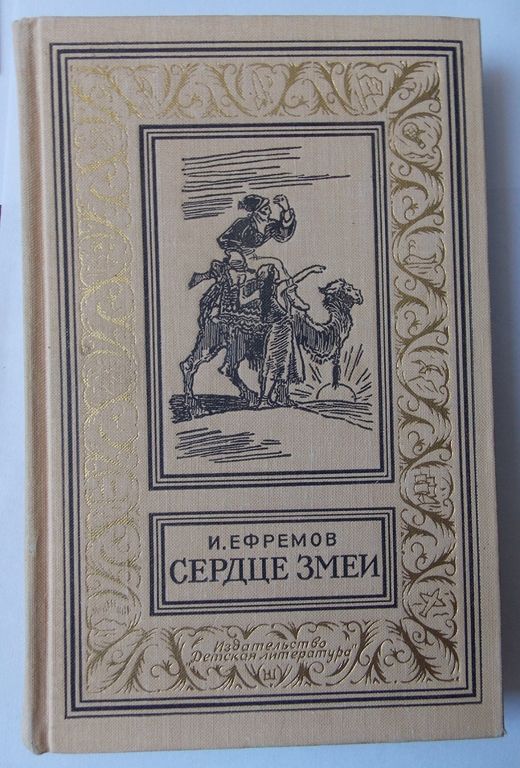 И.ЕФРЕМОВ
СЕРДЦЕ ЗМЕИ
Издательство
"Детская литература"